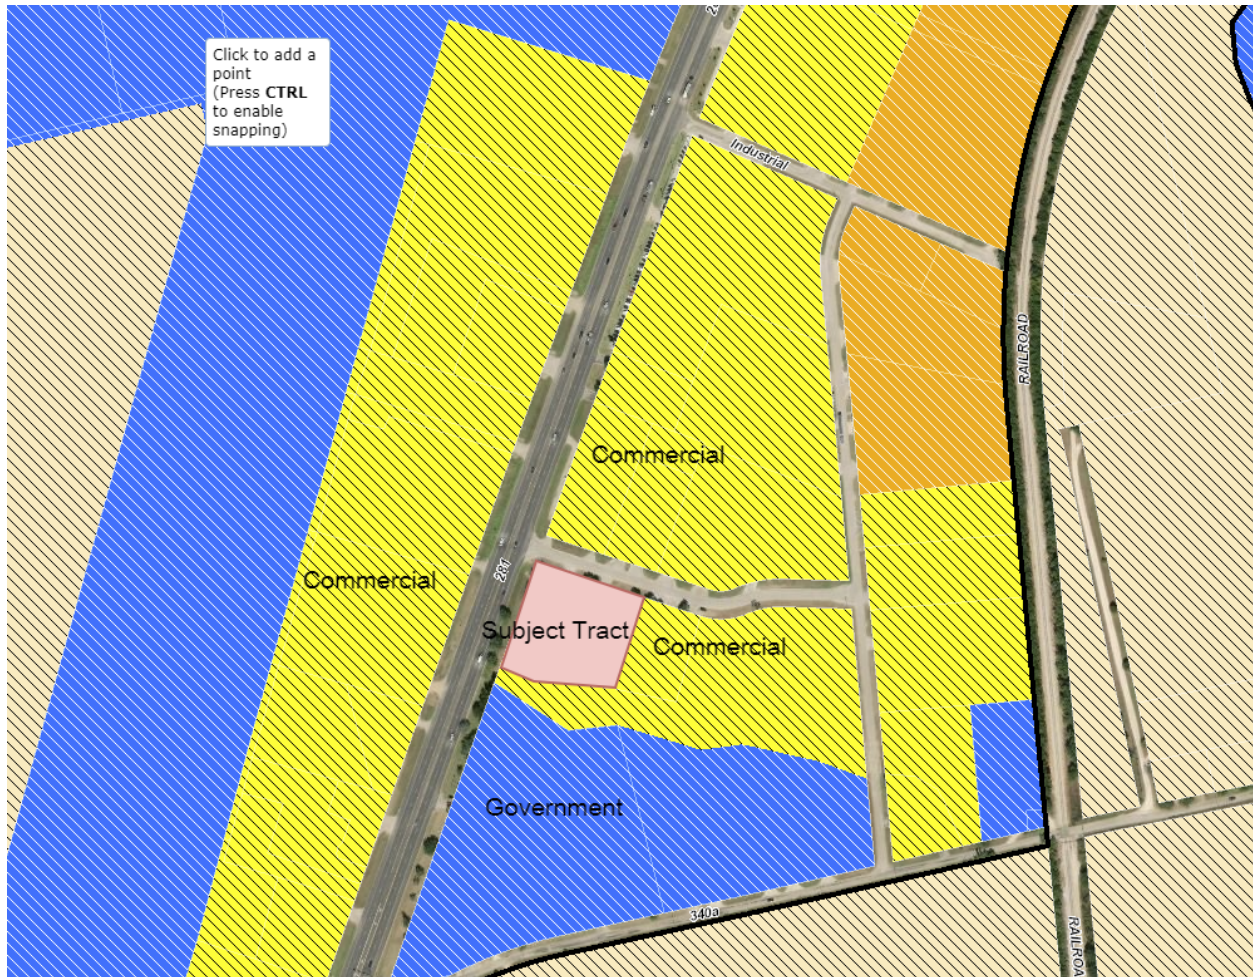 Click to add a
point
(Press CTRL
to enable
snapping)
Industrial
RAILROAD
Commercial
281
Commercial
Subject Tract
Commercial
Government
340a